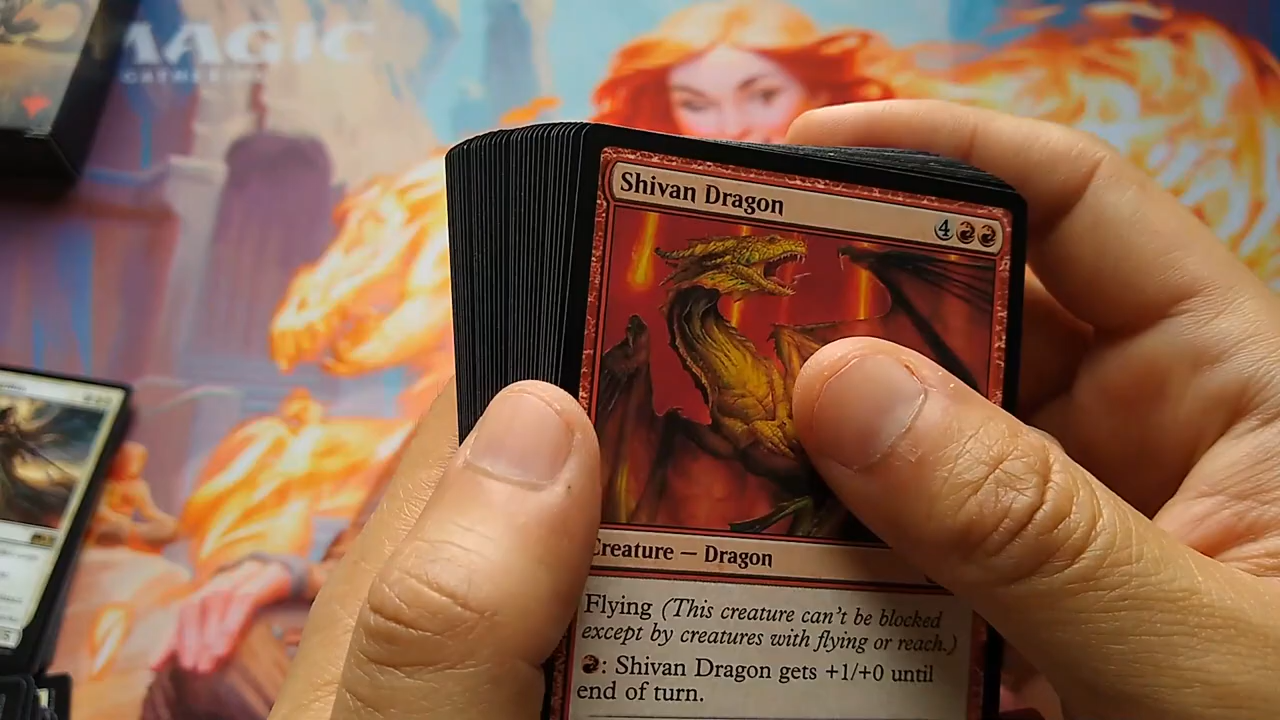 MAGIC
Shivan Dragon
4
Creature — Dragon
Flying (This creature can't be blocked
except by creatures with flying or reach.)
: Shivan Dragon gets +1/+0 until
end of turn.